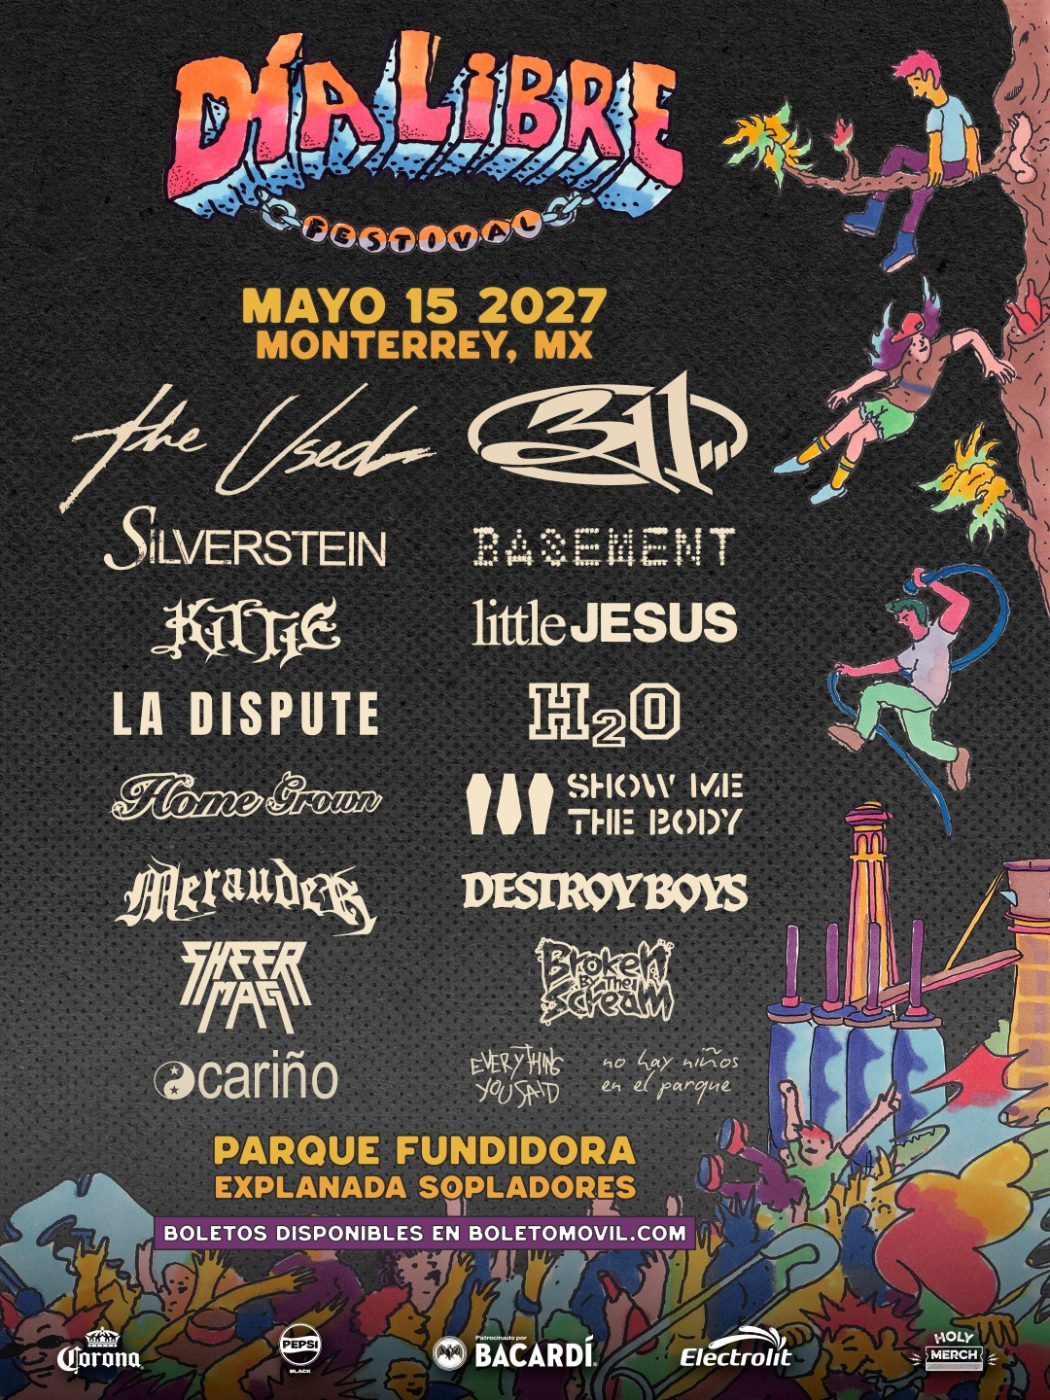 DÍA LIBRE
FESTIVAL
MAYO 15 2027
MONTERREY, MX
the Used
311
SILVERSTEIN
BASEMENT
KITTIE
little JESUS
LA DISPUTE
H2O
Home Grown
SHOW ME
THE BODY
Merauder
DESTROY BOYS
SHEER
MAG
Broken
By The
Scream
cariño
EVERYTHING
YOU SAID
no hay niños
en el parque
PARQUE FUNDIDORA
EXPLANADA SOPLADORES
BOLETOS DISPONIBLES EN BOLETOMOVIL.COM
Corona
PEPSI
BLACK
Patrocinado por
BACARDÍ
Electrolit
HOLY
MERCH